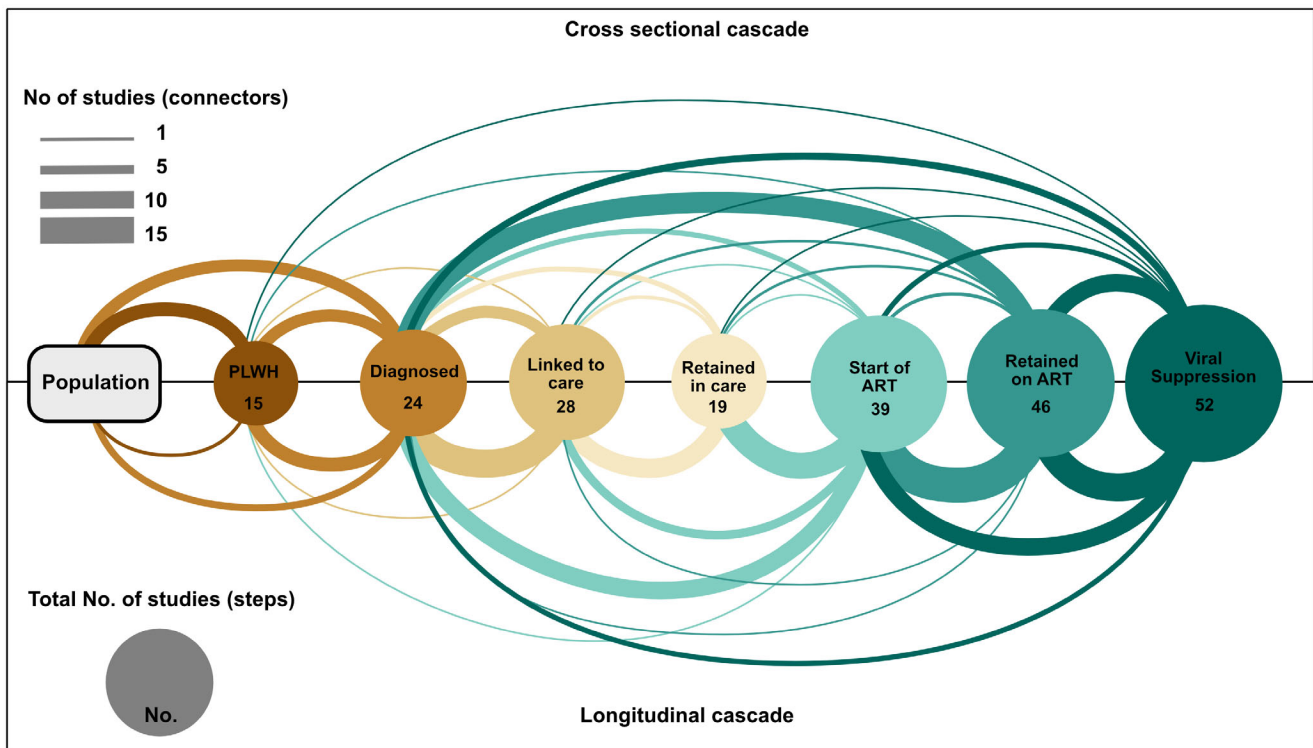 Cross sectional cascade
No of studies (connectors)
1
5
10
15
Population
PLWH
15
Diagnosed
24
Linked to
care
28
Retained
in care
19
Start of
ART
39
Retained
on ART
46
Viral
Suppression
52
Total No. of studies (steps)
No.
Longitudinal cascade